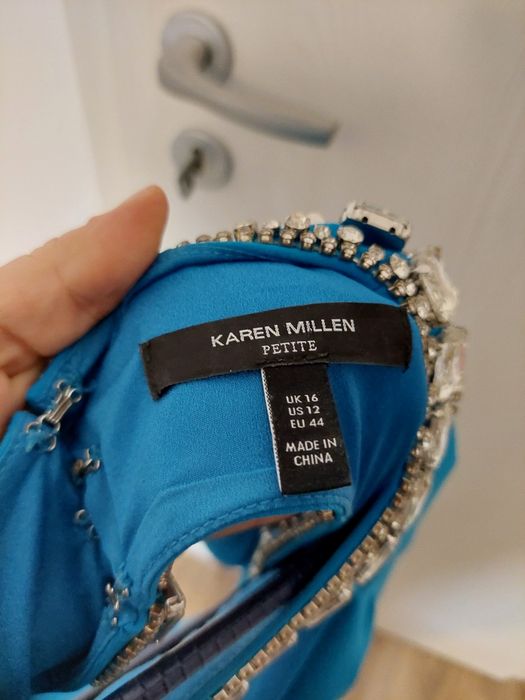 KAREN MILLEN
PETITE
UK 16
US 12
EU 44
MADE IN
CHINA